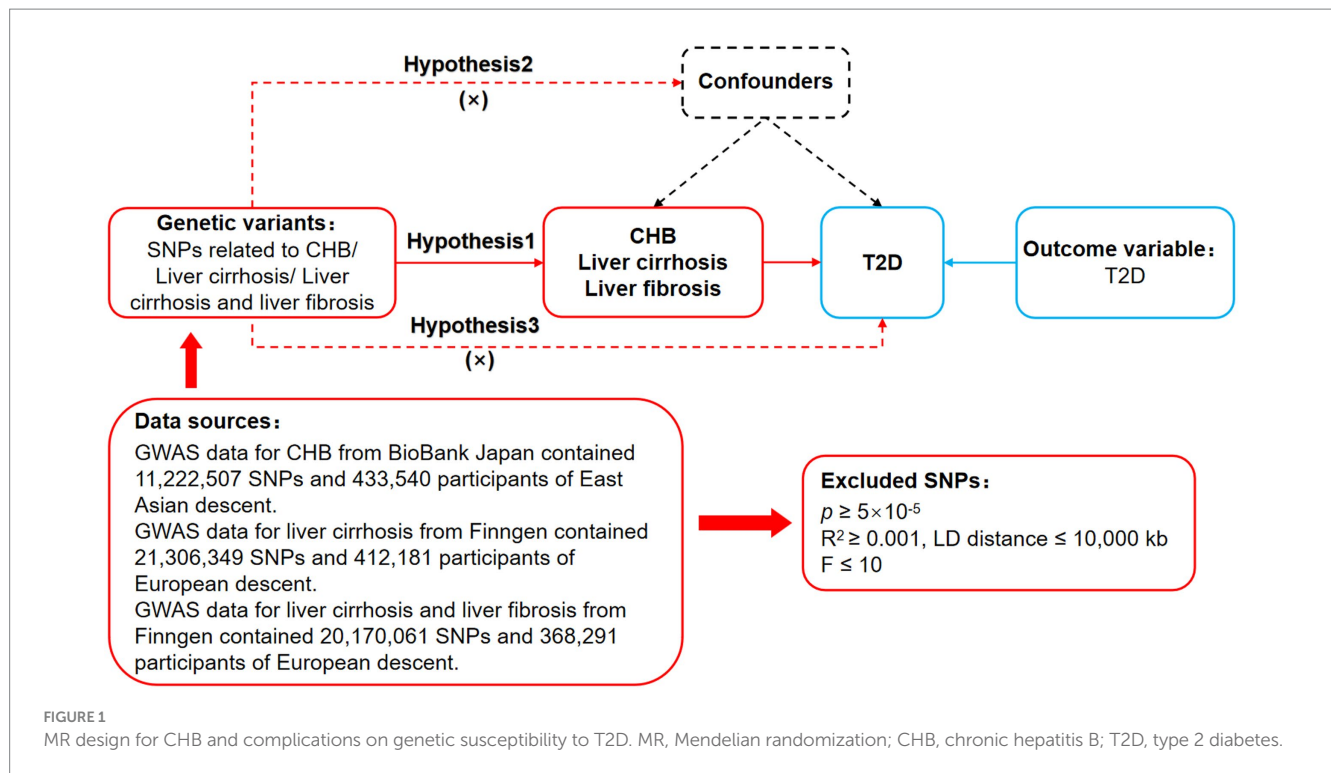 Hypothesis2
(×)
Confounders
Genetic variants：
SNPs related to CHB/
Liver cirrhosis/ Liver
cirrhosis and liver fibrosis
Hypothesis1
CHB
Liver cirrhosis
Liver fibrosis
T2D
Outcome variable：
T2D
Hypothesis3
(×)
Data sources：
GWAS data for CHB from BioBank Japan contained
11,222,507 SNPs and 433,540 participants of East
Asian descent.
GWAS data for liver cirrhosis from Finngen contained
21,306,349 SNPs and 412,181 participants of
European descent.
GWAS data for liver cirrhosis and liver fibrosis from
Finngen contained 20,170,061 SNPs and 368,291
participants of European descent.
Excluded SNPs：
p ≥ 5×10⁻⁵
R² ≥ 0.001, LD distance ≤ 10,000 kb
F ≤ 10
FIGURE 1
MR design for CHB and complications on genetic susceptibility to T2D. MR, Mendelian randomization; CHB, chronic hepatitis B; T2D, type 2 diabetes.